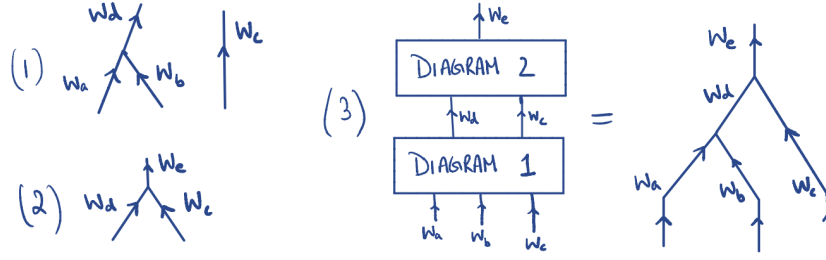 (1) Wd Wa Wb Wc
(2) We Wd Wc
(3) We
DIAGRAM 2
Wd Wc
DIAGRAM 1
Wa Wb Wc
=
We
Wd
Wa Wb Wc